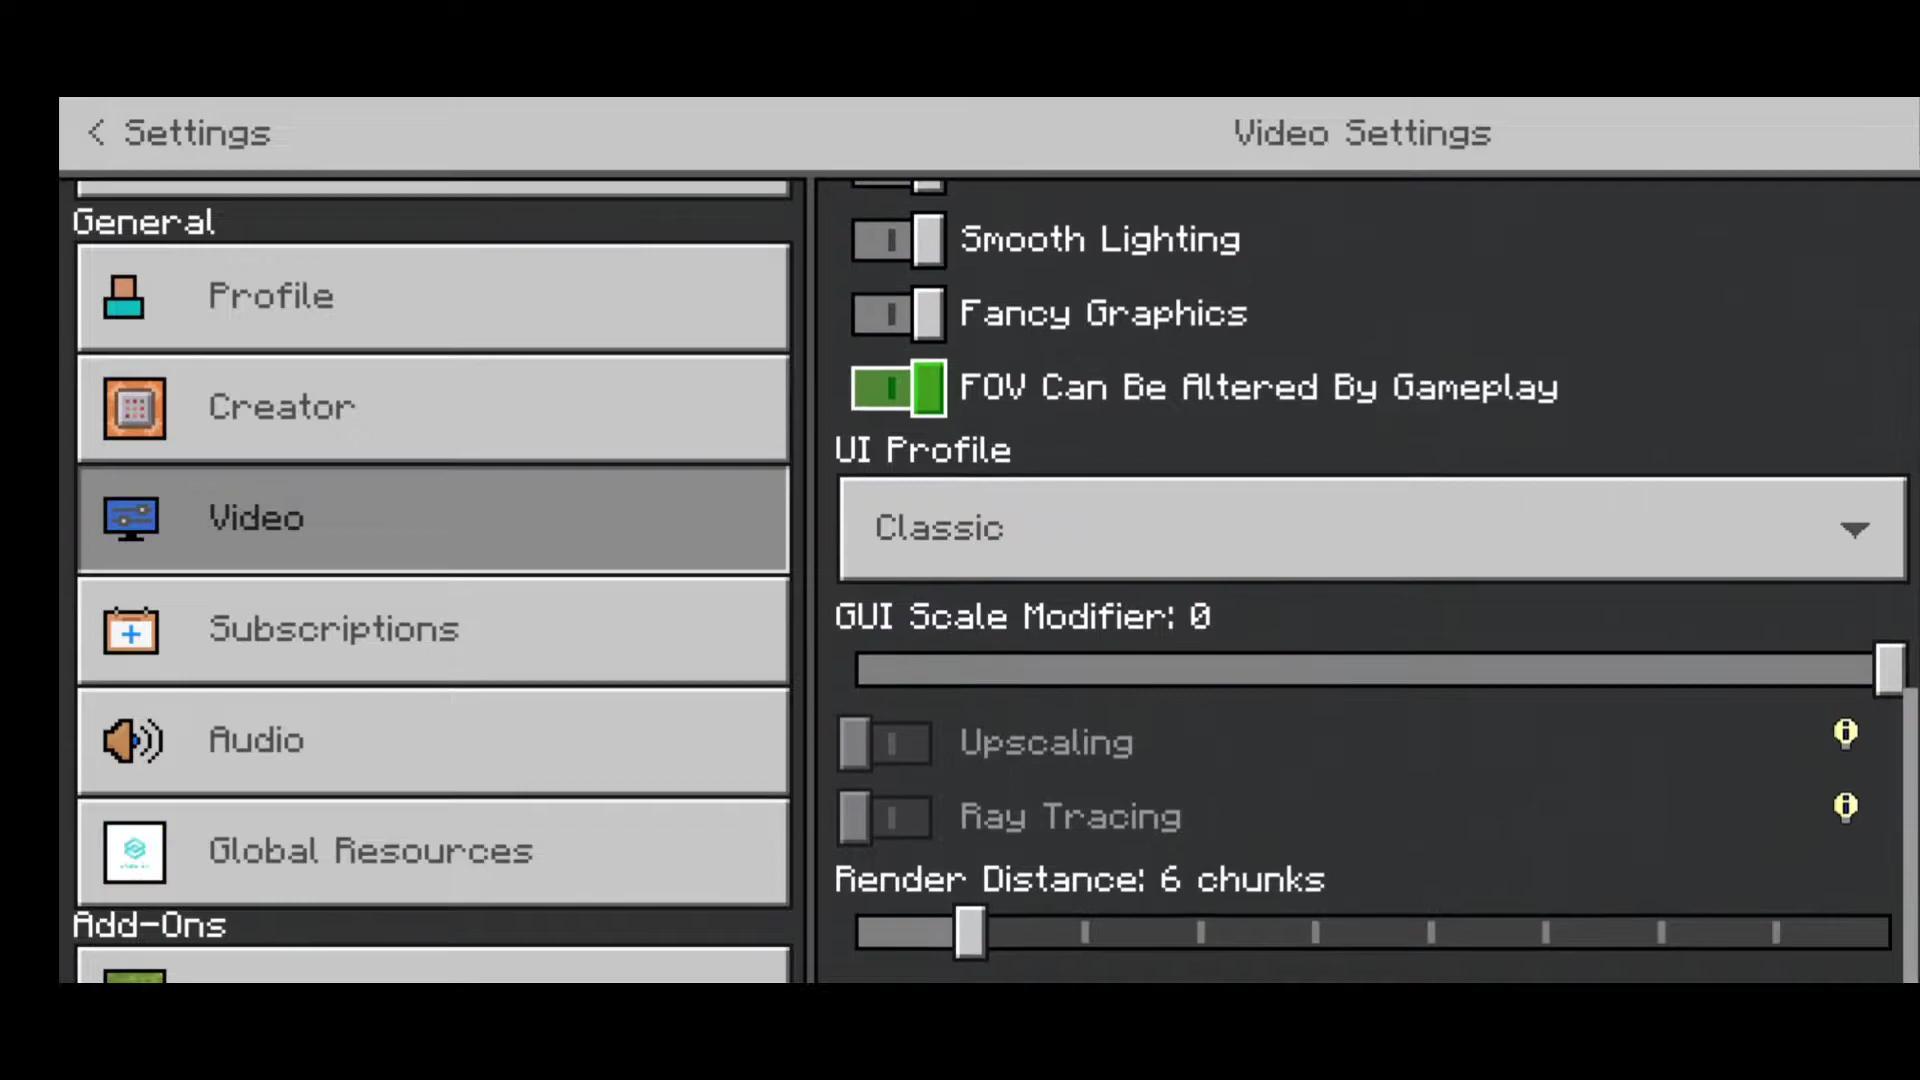 Settings
Video Settings
General
Profile
Creator
Video
Subscriptions
Audio
Global Resources
Add-Ons
Smooth Lighting
Fancy Graphics
FOV Can Be Altered By Gameplay
UI Profile
Classic
GUI Scale Modifier: 0
Upscaling
Ray Tracing
Render Distance: 6 chunks